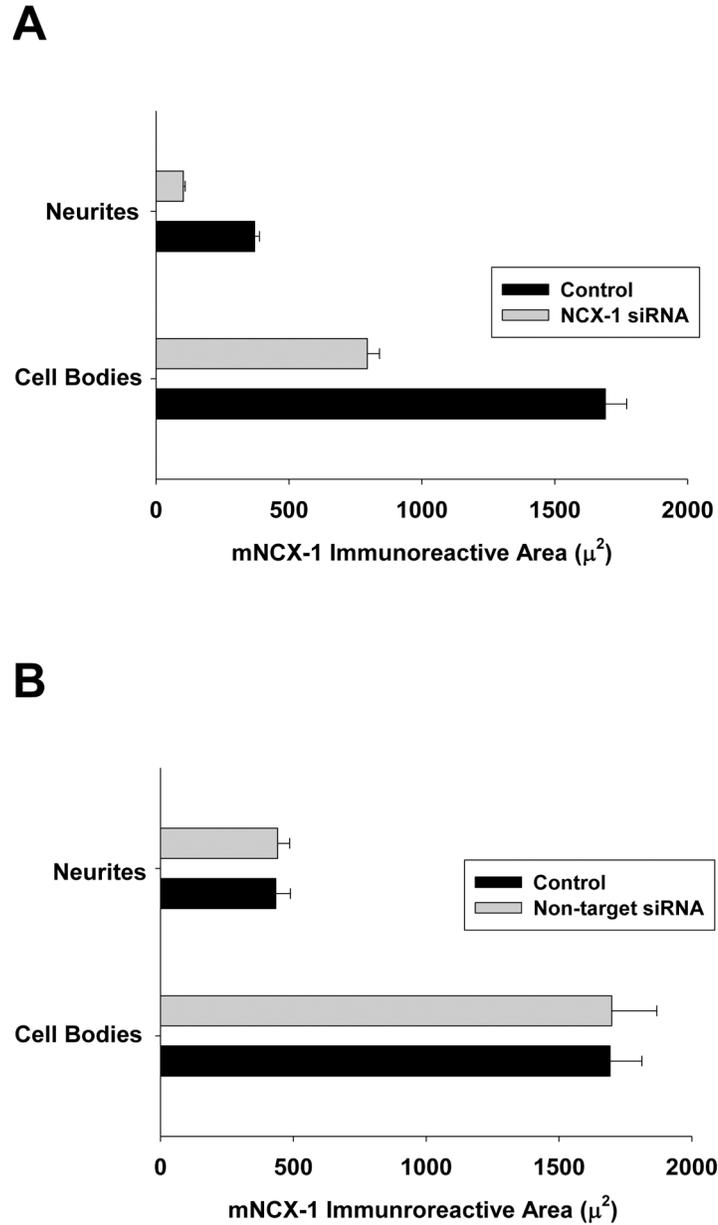 A
Neurites
Control
NCX-1 siRNA
Cell Bodies
0 500 1000 1500 2000
mNCX-1 Immunoreactive Area (μ²)
B
Neurites
Control
Non-target siRNA
Cell Bodies
0 500 1000 1500 2000
mNCX-1 Immunroreactive Area (μ²)